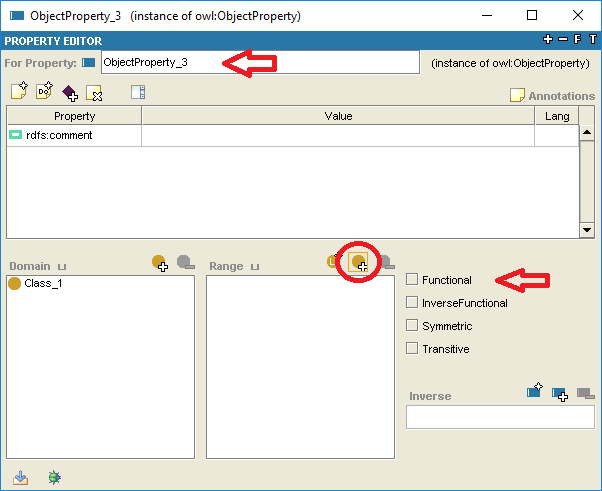 ObjectProperty_3 (instance of owl:ObjectProperty)
PROPERTY EDITOR
+ - F T
For Property: ObjectProperty_3 (instance of owl:ObjectProperty)
Annotations
Property Value Lang
rdfs:comment
Domain ⊔ Range ⊔
Class_1
Functional
InverseFunctional
Symmetric
Transitive
Inverse